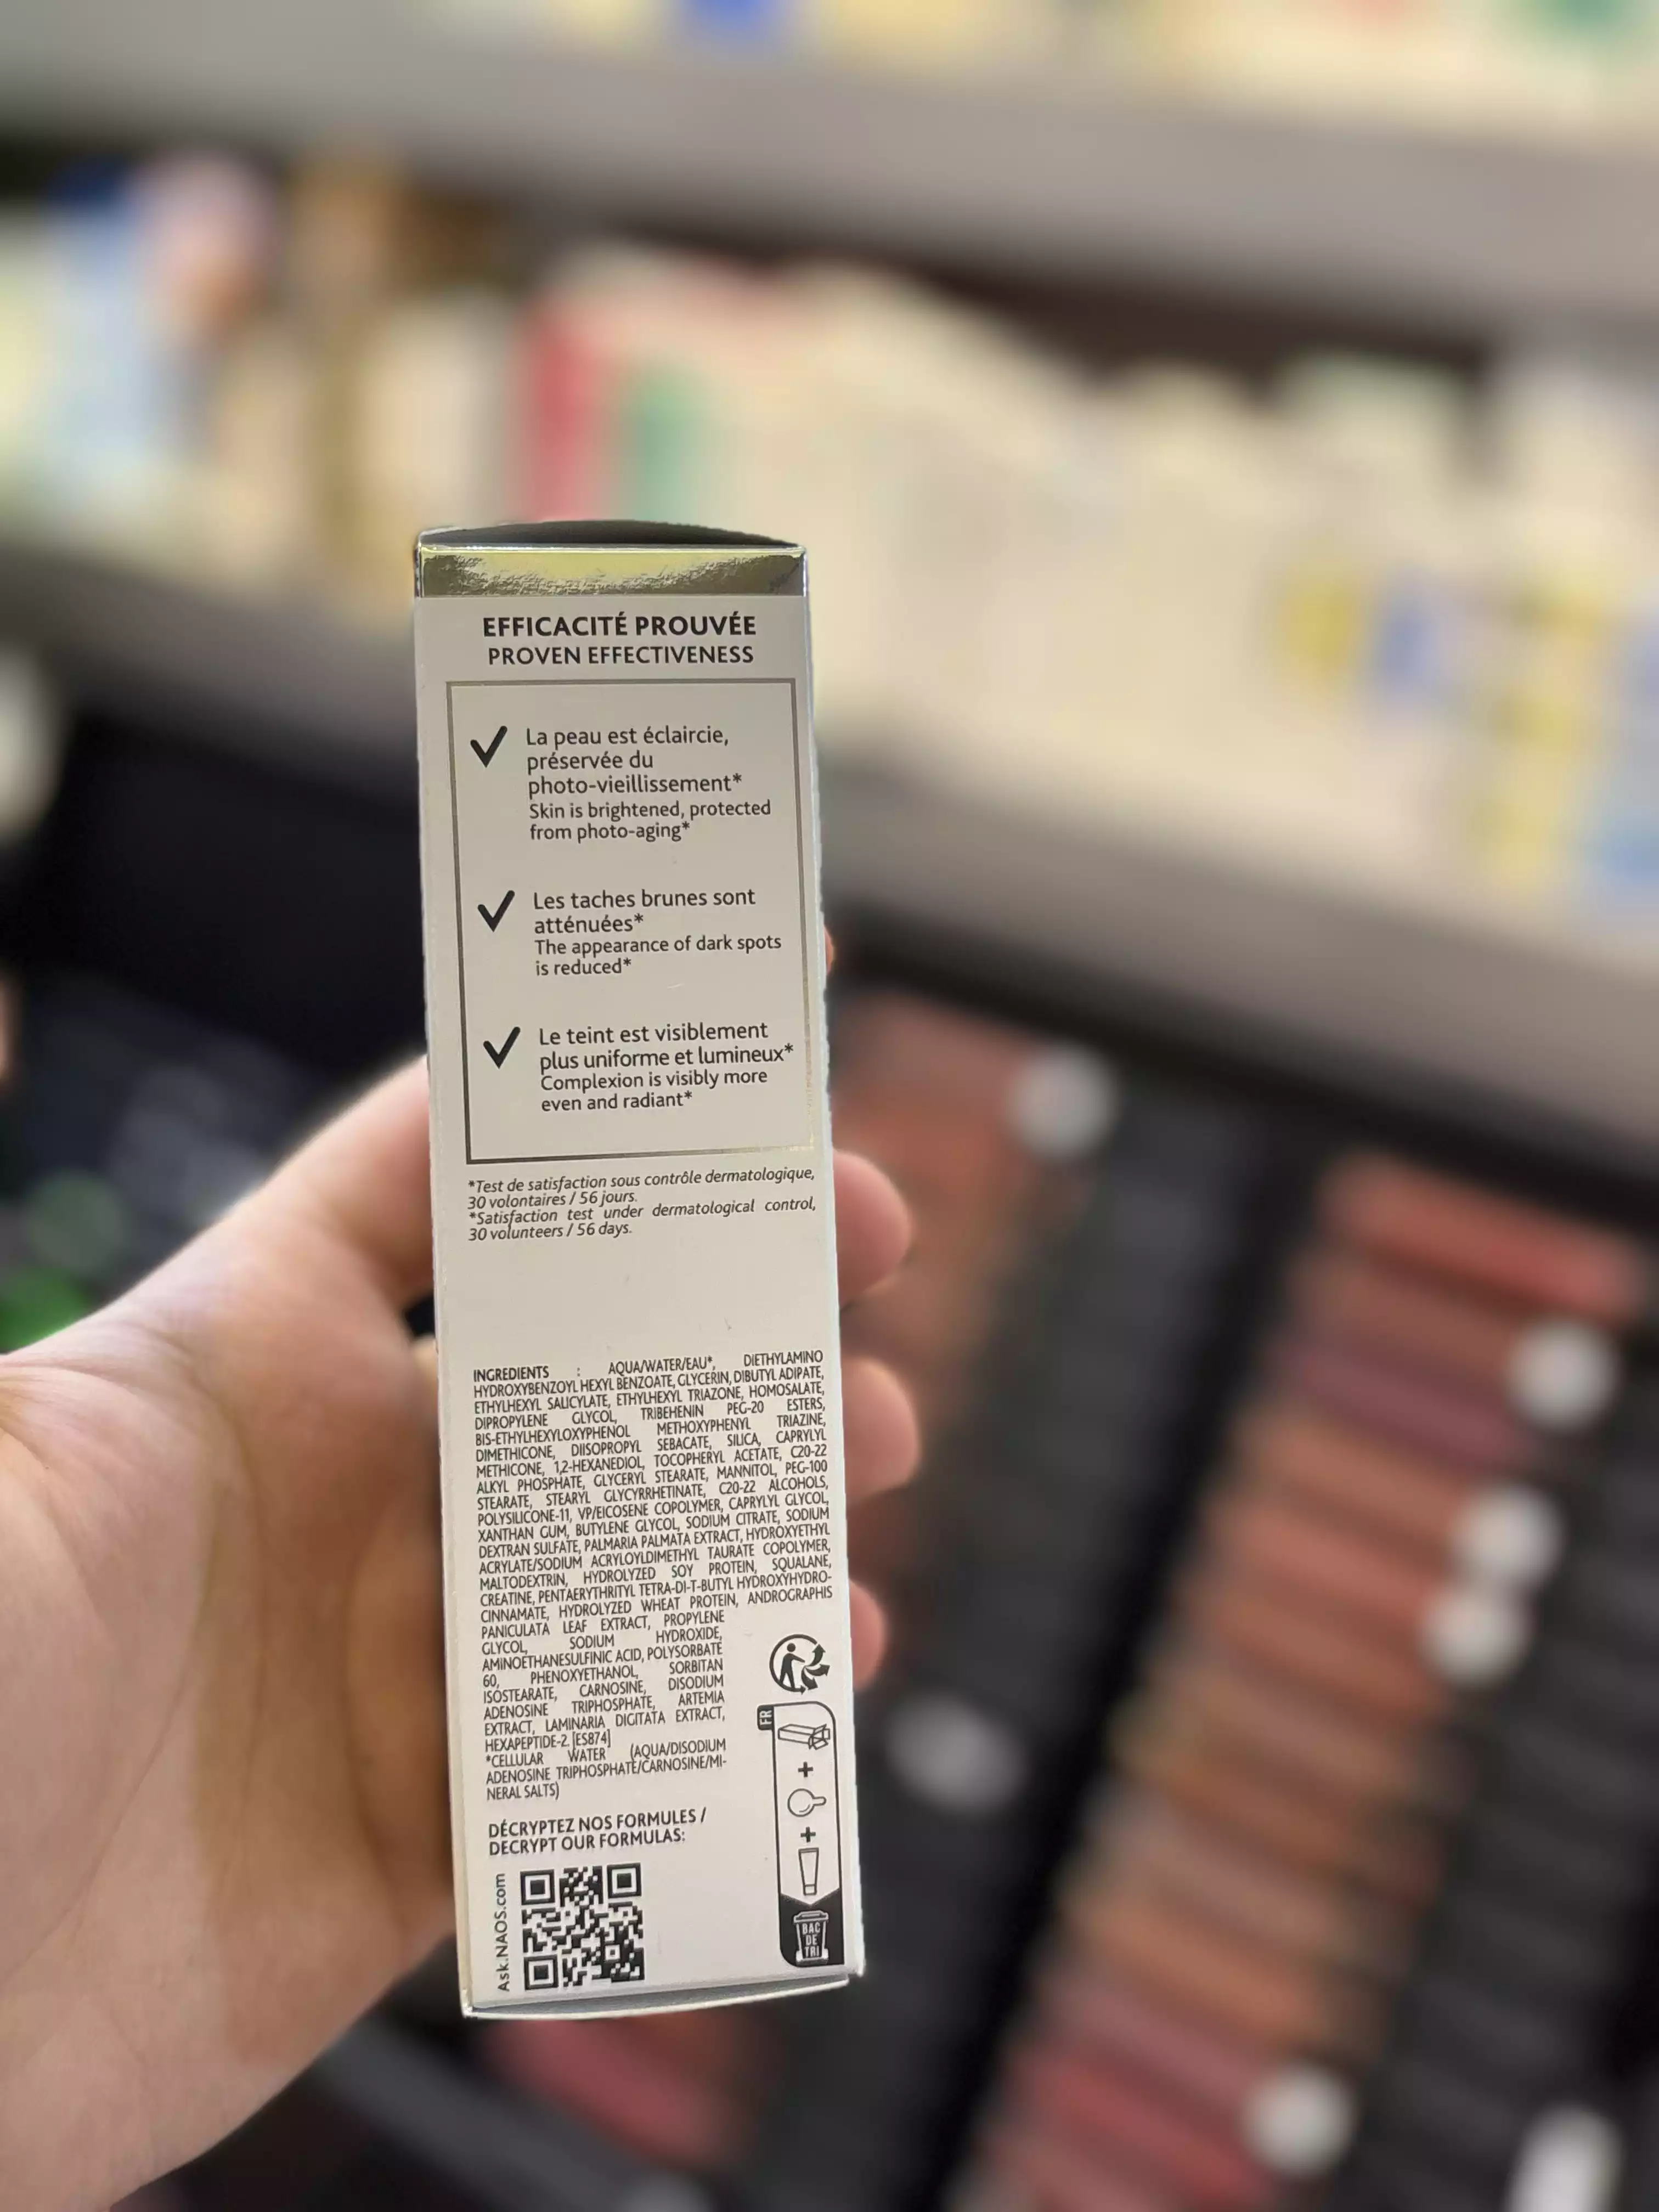 EFFICACITÉ PROUVÉE
PROVEN EFFECTIVENESS
La peau est éclaircie,
préservée du
photo-vieillissement*
Skin is brightened, protected
from photo-aging*
Les taches brunes sont
atténuées*
The appearance of dark spots
is reduced*
Le teint est visiblement
plus uniforme et lumineux*
Complexion is visibly more
even and radiant*
*Test de satisfaction sous contrôle dermatologique,
30 volontaires / 56 jours.
*Satisfaction test under dermatological control,
30 volunteers / 56 days.
INGREDIENTS : AQUA/WATER/EAU*, DIETHYLAMINO
HYDROXYBENZOYL HEXYL BENZOATE, GLYCERIN, DIBUTYL ADIPATE,
ETHYLHEXYL SALICYLATE, ETHYLHEXYL TRIAZONE, HOMOSALATE,
DIPROPYLENE GLYCOL, TRIBEHENIN PEG-20 ESTERS,
BIS-ETHYLHEXYLOXYPHENOL METHOXYPHENYL TRIAZINE,
DIMETHICONE, DIISOPROPYL SEBACATE, SILICA, CAPRYLYL
METHICONE, 1,2-HEXANEDIOL, TOCOPHERYL ACETATE, C20-22
ALKYL PHOSPHATE, GLYCERYL STEARATE, MANNITOL, PEG-100
STEARATE, STEARYL GLYCYRRHETINATE, C20-22 ALCOHOLS,
POLYSILICONE-11, VP/EICOSENE COPOLYMER, CAPRYLYL GLYCOL,
XANTHAN GUM, BUTYLENE GLYCOL, SODIUM CITRATE, SODIUM
DEXTRAN SULFATE, PALMARIA PALMATA EXTRACT, HYDROXYETHYL
ACRYLATE/SODIUM ACRYLOYLDIMETHYL TAURATE COPOLYMER,
MALTODEXTRIN, HYDROLYZED SOY PROTEIN, SQUALANE,
CREATINE, PENTAERYTHRITYL TETRA-DI-T-BUTYL HYDROXYHYDRO-
CINNAMATE, HYDROLYZED WHEAT PROTEIN, ANDROGRAPHIS
PANICULATA LEAF EXTRACT, PROPYLENE
GLYCOL, SODIUM HYDROXIDE,
AMINOETHANESULFINIC ACID, POLYSORBATE
60, PHENOXYETHANOL, SORBITAN
ISOSTEARATE, CARNOSINE, DISODIUM
ADENOSINE TRIPHOSPHATE, ARTEMIA
EXTRACT, LAMINARIA DIGITATA EXTRACT,
HEXAPEPTIDE-2. [ES874]
*CELLULAR WATER (AQUA/DISODIUM
ADENOSINE TRIPHOSPHATE/CARNOSINE/MI-
NERAL SALTS)
DÉCRYPTEZ NOS FORMULES /
DECRYPT OUR FORMULAS:
Ask.NAOS.com
FR
+
+
BAC
DE
TRI